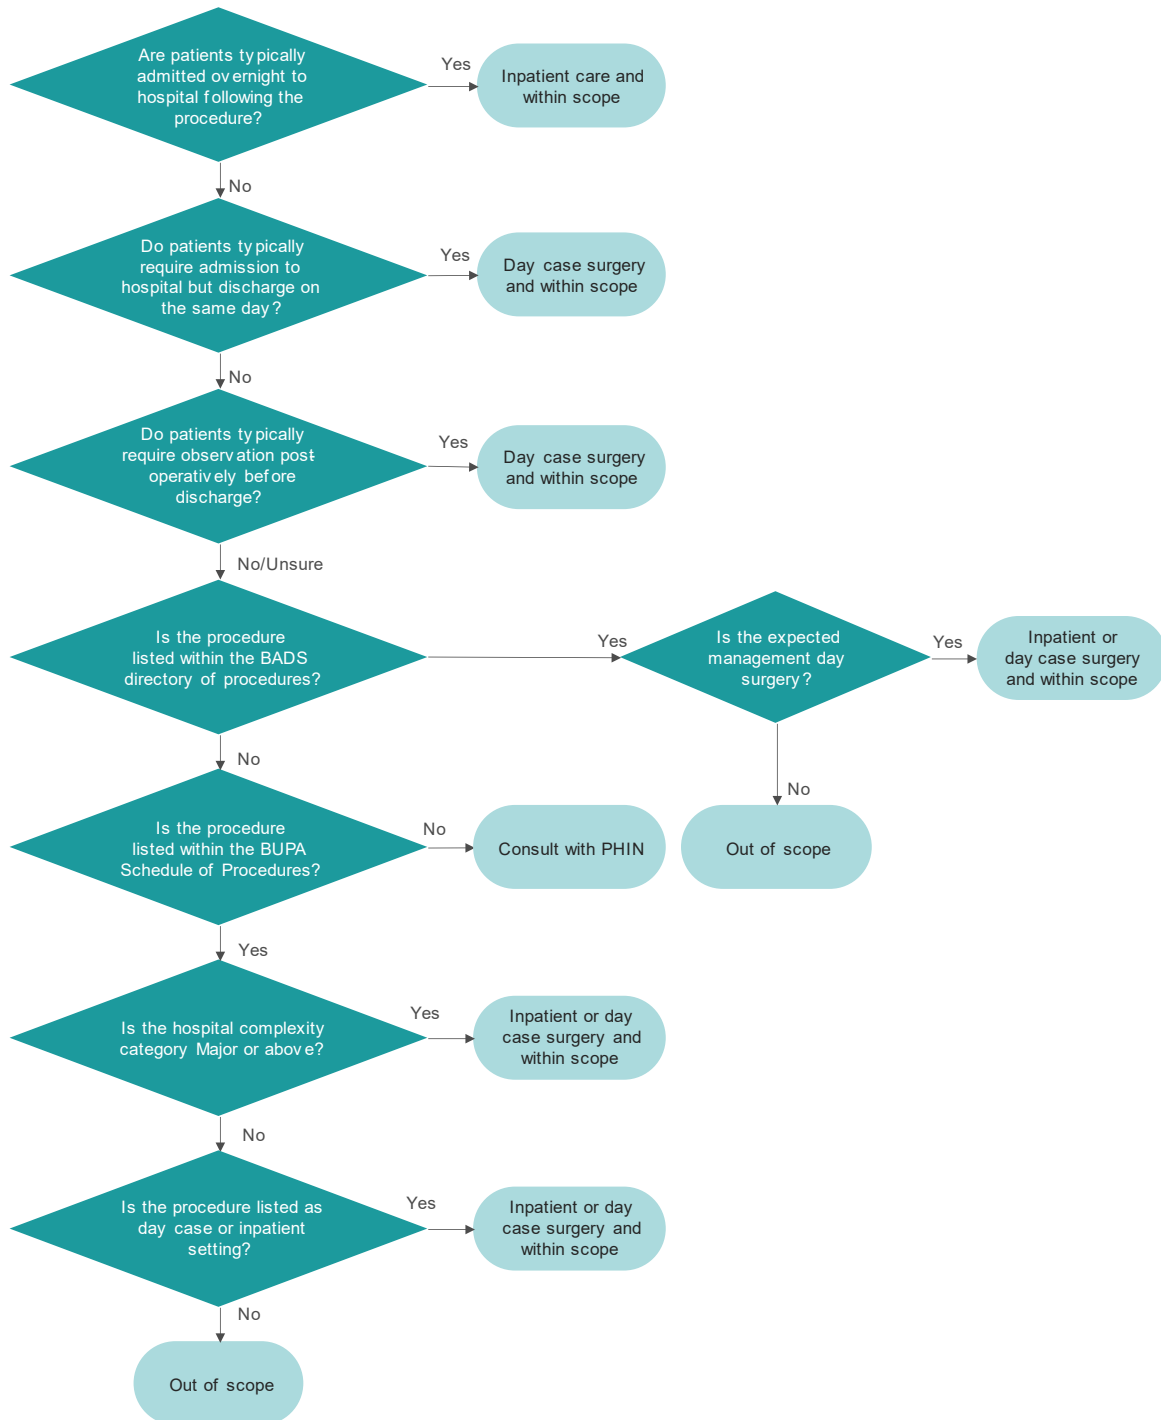 Are patients typically
admitted overnight to
hospital following the
procedure?
Yes
Inpatient care and
within scope
No
Do patients typically
require admission to
hospital but discharge on
the same day?
Yes
Day case surgery
and within scope
No
Do patients typically
require observation post-
operatively before
discharge?
Yes
Day case surgery
and within scope
No/Unsure
Is the procedure
listed within the BADS
directory of procedures?
Yes
Is the expected
management day
surgery?
Yes
Inpatient or
day case surgery
and within scope
No
Out of scope
No
Is the procedure
listed within the BUPA
Schedule of Procedures?
No
Consult with PHIN
Yes
Is the hospital complexity
category Major or above?
Yes
Inpatient or day
case surgery and
within scope
No
Is the procedure listed as
day case or inpatient
setting?
Yes
Inpatient or day
case surgery and
within scope
No
Out of scope